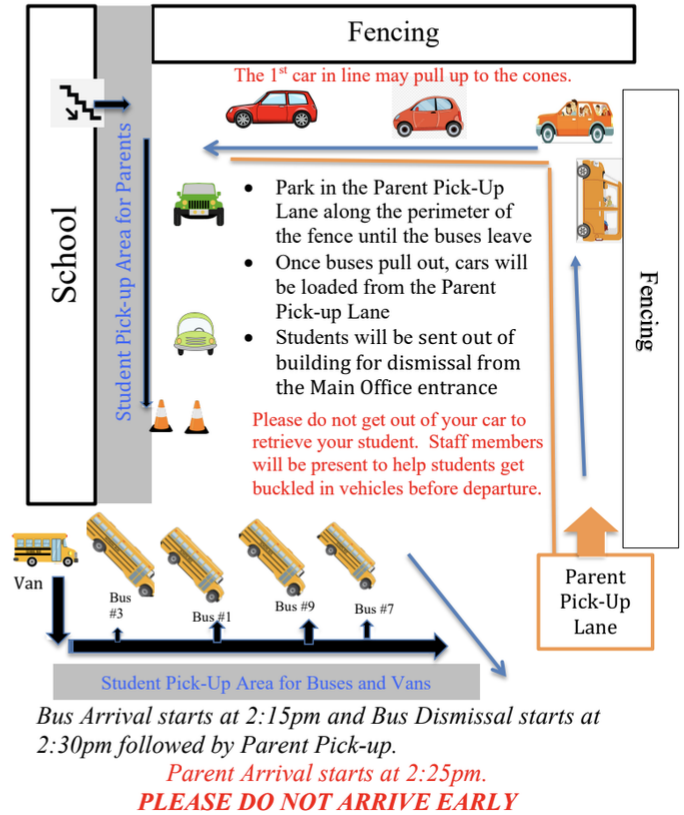 Fencing
The 1st car in line may pull up to the cones.
School
Student Pick-up Area for Parents
Fencing
• Park in the Parent Pick-Up
Lane along the perimeter of
the fence until the buses leave
• Once buses pull out, cars will
be loaded from the Parent
Pick-up Lane
• Students will be sent out of
building for dismissal from
the Main Office entrance
Please do not get out of your car to
retrieve your student. Staff members
will be present to help students get
buckled in vehicles before departure.
Van
Bus
#3
Bus #1
Bus #9
Bus #7
Parent
Pick-Up
Lane
Student Pick-Up Area for Buses and Vans
Bus Arrival starts at 2:15pm and Bus Dismissal starts at
2:30pm followed by Parent Pick-up.
Parent Arrival starts at 2:25pm.
PLEASE DO NOT ARRIVE EARLY